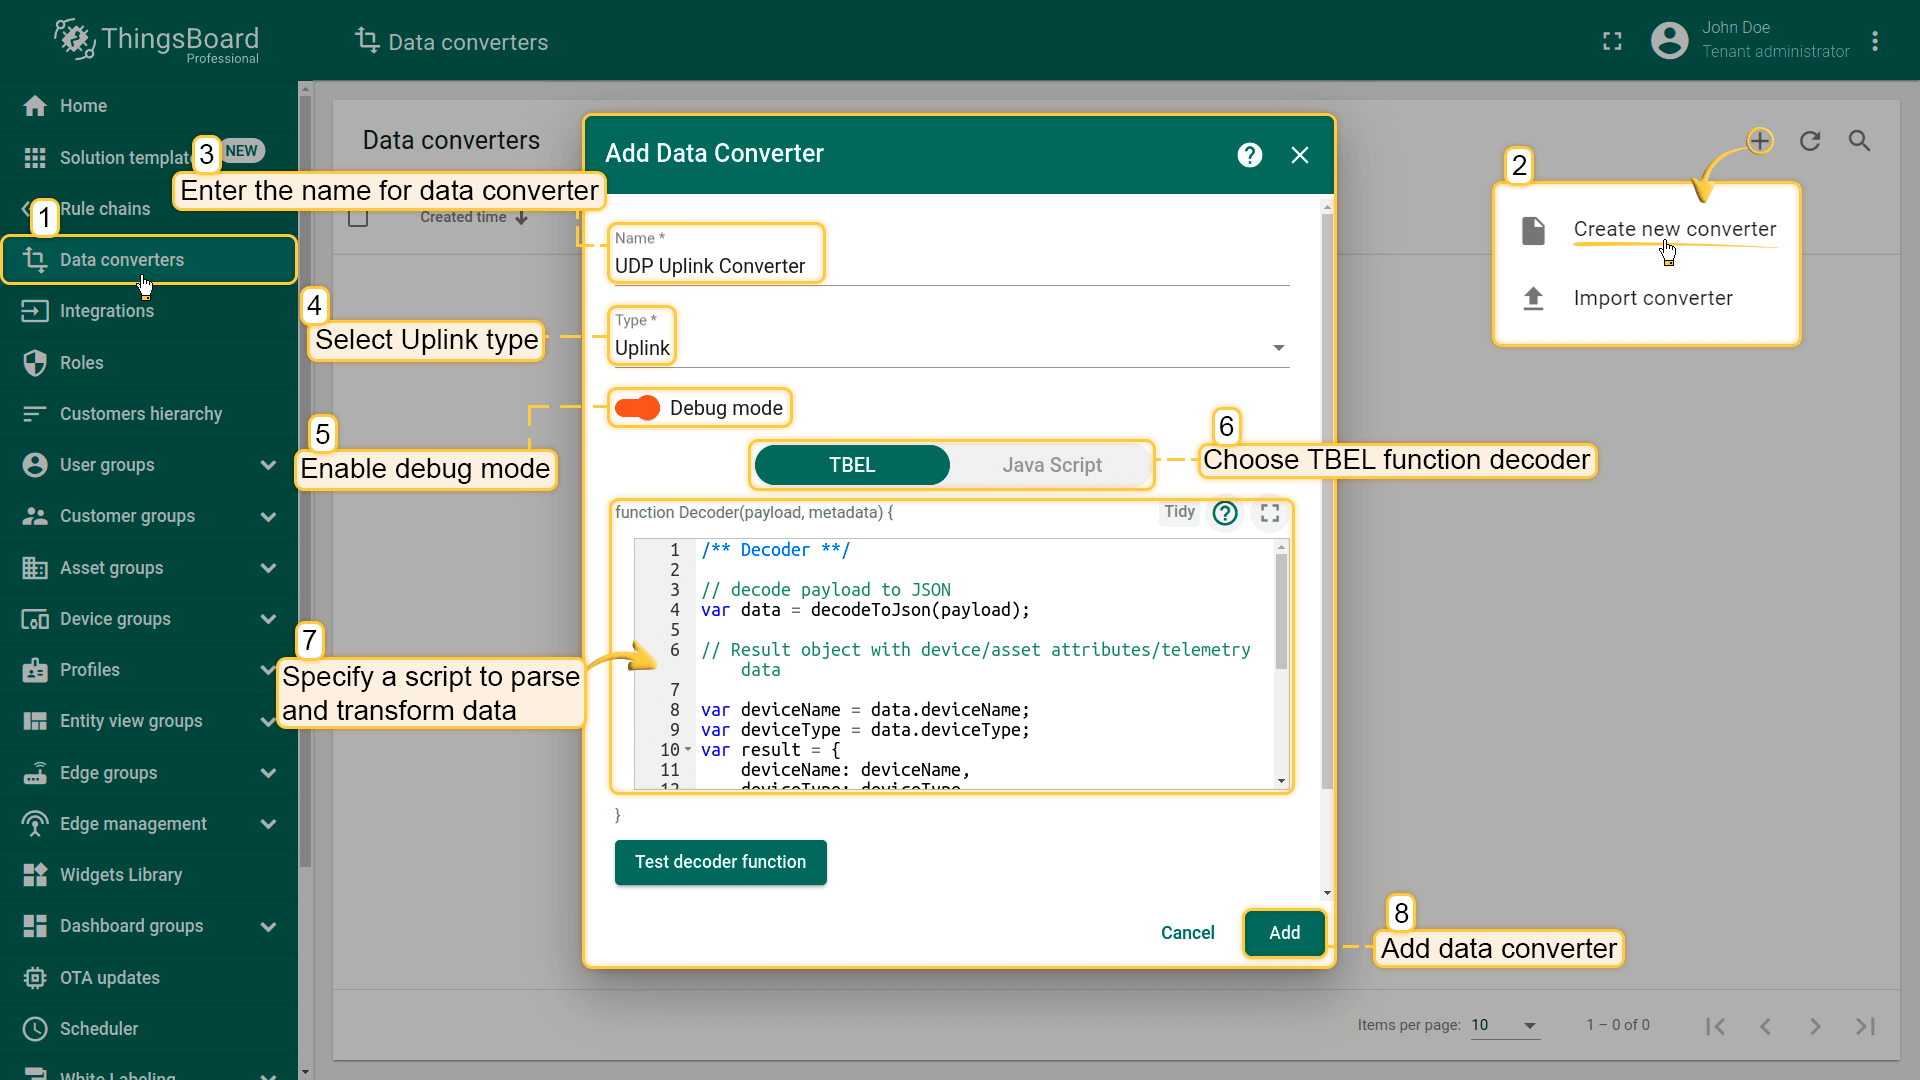 ThingsBoard
Professional
Data converters
John Doe
Tenant administrator
Home
Solution templat
NEW
Rule chains
Data converters
Integrations
Roles
Customers hierarchy
User groups
Customer groups
Asset groups
Device groups
Profiles
Entity view groups
Edge groups
Edge management
Widgets Library
Dashboard groups
OTA updates
Scheduler
White Labeling
1
Data converters
Created time
2
Create new converter
Import converter
Add Data Converter
3
Enter the name for data converter
Name *
UDP Uplink Converter
4
Select Uplink type
Type *
Uplink
5
Enable debug mode
Debug mode
6
Choose TBEL function decoder
TBEL
Java Script
function Decoder(payload, metadata) {
Tidy
7
Specify a script to parse
and transform data
1 /** Decoder **/
2
3 // decode payload to JSON
4 var data = decodeToJson(payload);
5
6 // Result object with device/asset attributes/telemetry
data
7
8 var deviceName = data.deviceName;
9 var deviceType = data.deviceType;
10 var result = {
11 deviceName: deviceName,
12 deviceType: deviceType
}
Test decoder function
Cancel
Add
8
Add data converter
Items per page: 10
1 – 0 of 0